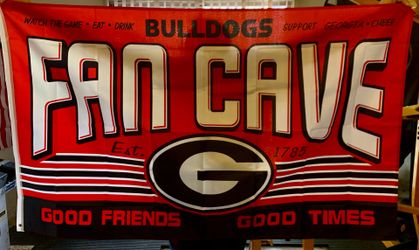 WATCH THE GAME • EAT • DRINK BULLDOGS SUPPORT • GEORGIA • CHEER
FAN CAVE
Est. G 1785
GOOD FRIENDS GOOD TIMES